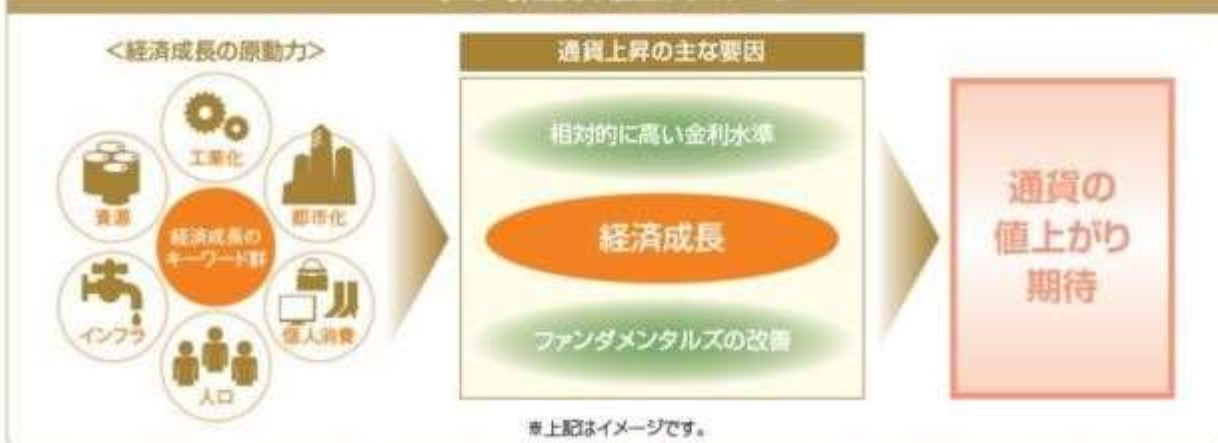 <経済成長の原動力>
工業化
資源
都市化
経済成長の
キーワード群
インフラ
個人消費
人口
通貨上昇の主な要因
相対的に高い金利水準
経済成長
ファンダメンタルズの改善
通貨の
値上がり
期待
※上記はイメージです。